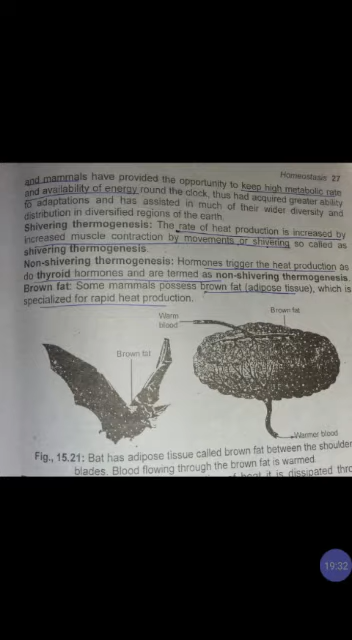 Homeostasis 27
and mammals have provided the opportunity to keep high metabolic rate
and availability of energy round the clock, thus had acquired greater ability
to adaptations and has assisted in much of their wider diversity and
distribution in diversified regions of the earth.
Shivering thermogenesis: The rate of heat production is increased by
increased muscle contraction by movements or shivering so called as
shivering thermogenesis.
Non-shivering thermogenesis: Hormones trigger the heat production as
do thyroid hormones and are termed as non-shivering thermogenesis.
Brown fat: Some mammals possess brown fat (adipose tissue), which is
specialized for rapid heat production.
Warm
blood
Brown fat
Brown fat
Warmer blood
Fig., 15.21: Bat has adipose tissue called brown fat between the shoulder
blades. Blood flowing through the brown fat is warmed.
of heat it is dissipated thro
19:32